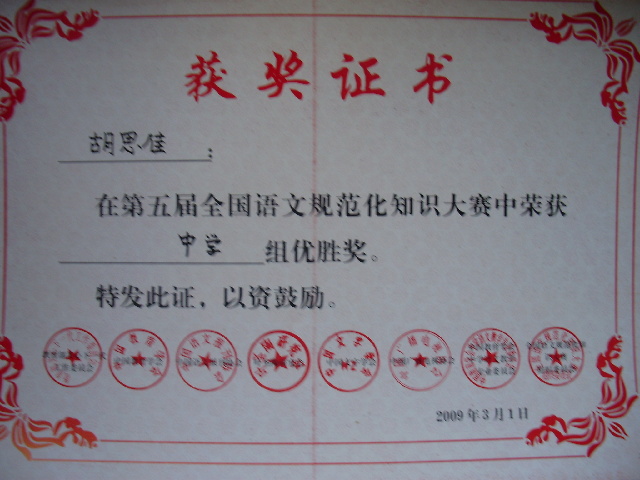 获奖证书
胡思佳：
在第五届全国语文规范化知识大赛中荣获
中学组优胜奖。
特发此证，以资鼓励。
2009年3月1日